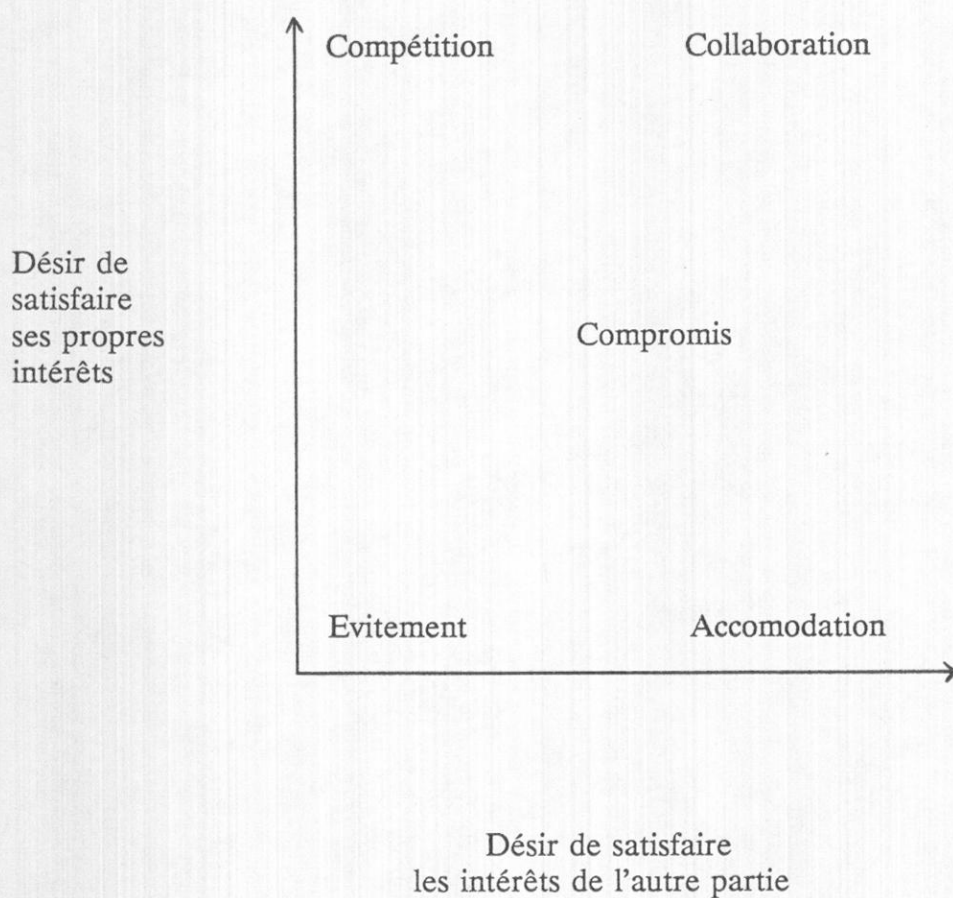 Compétition
Collaboration
Désir de
satisfaire
ses propres
intérêts
Compromis
Evitement
Accomodation
Désir de satisfaire
les intérêts de l'autre partie